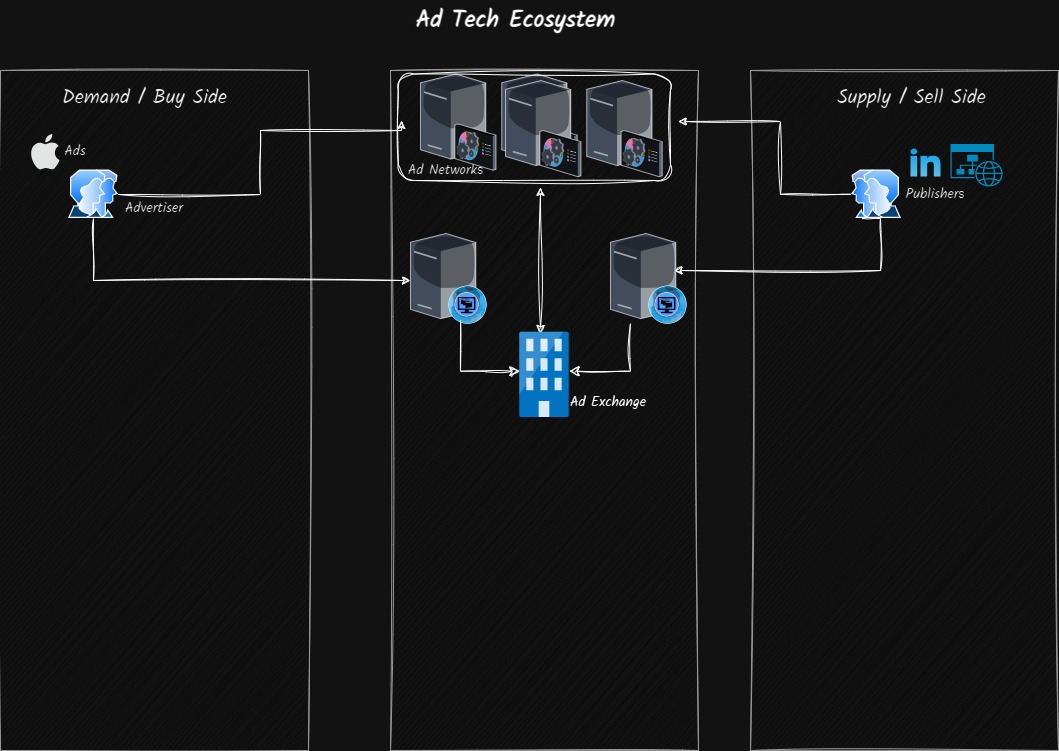 Ad Tech Ecosystem
Demand / Buy Side
Supply / Sell Side
Ads
Advertiser
Ad Networks
in
Publishers
Ad Exchange